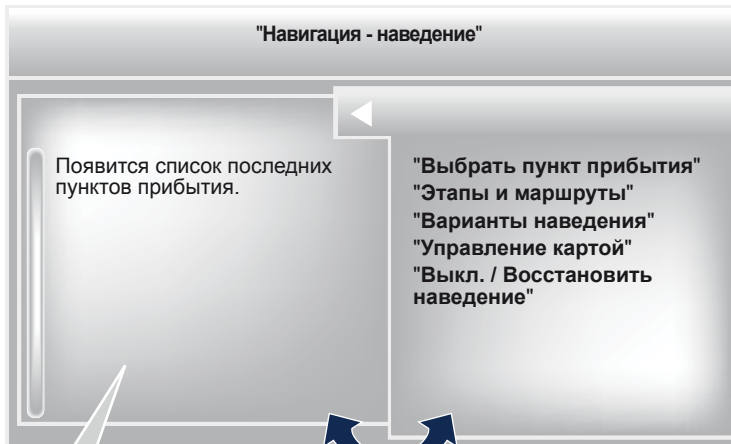 "Навигация - наведение"
Появится список последних
пунктов прибытия.
"Выбрать пункт прибытия"
"Этапы и маршруты"
"Варианты наведения"
"Управление картой"
"Выкл. / Восстановить
наведение"